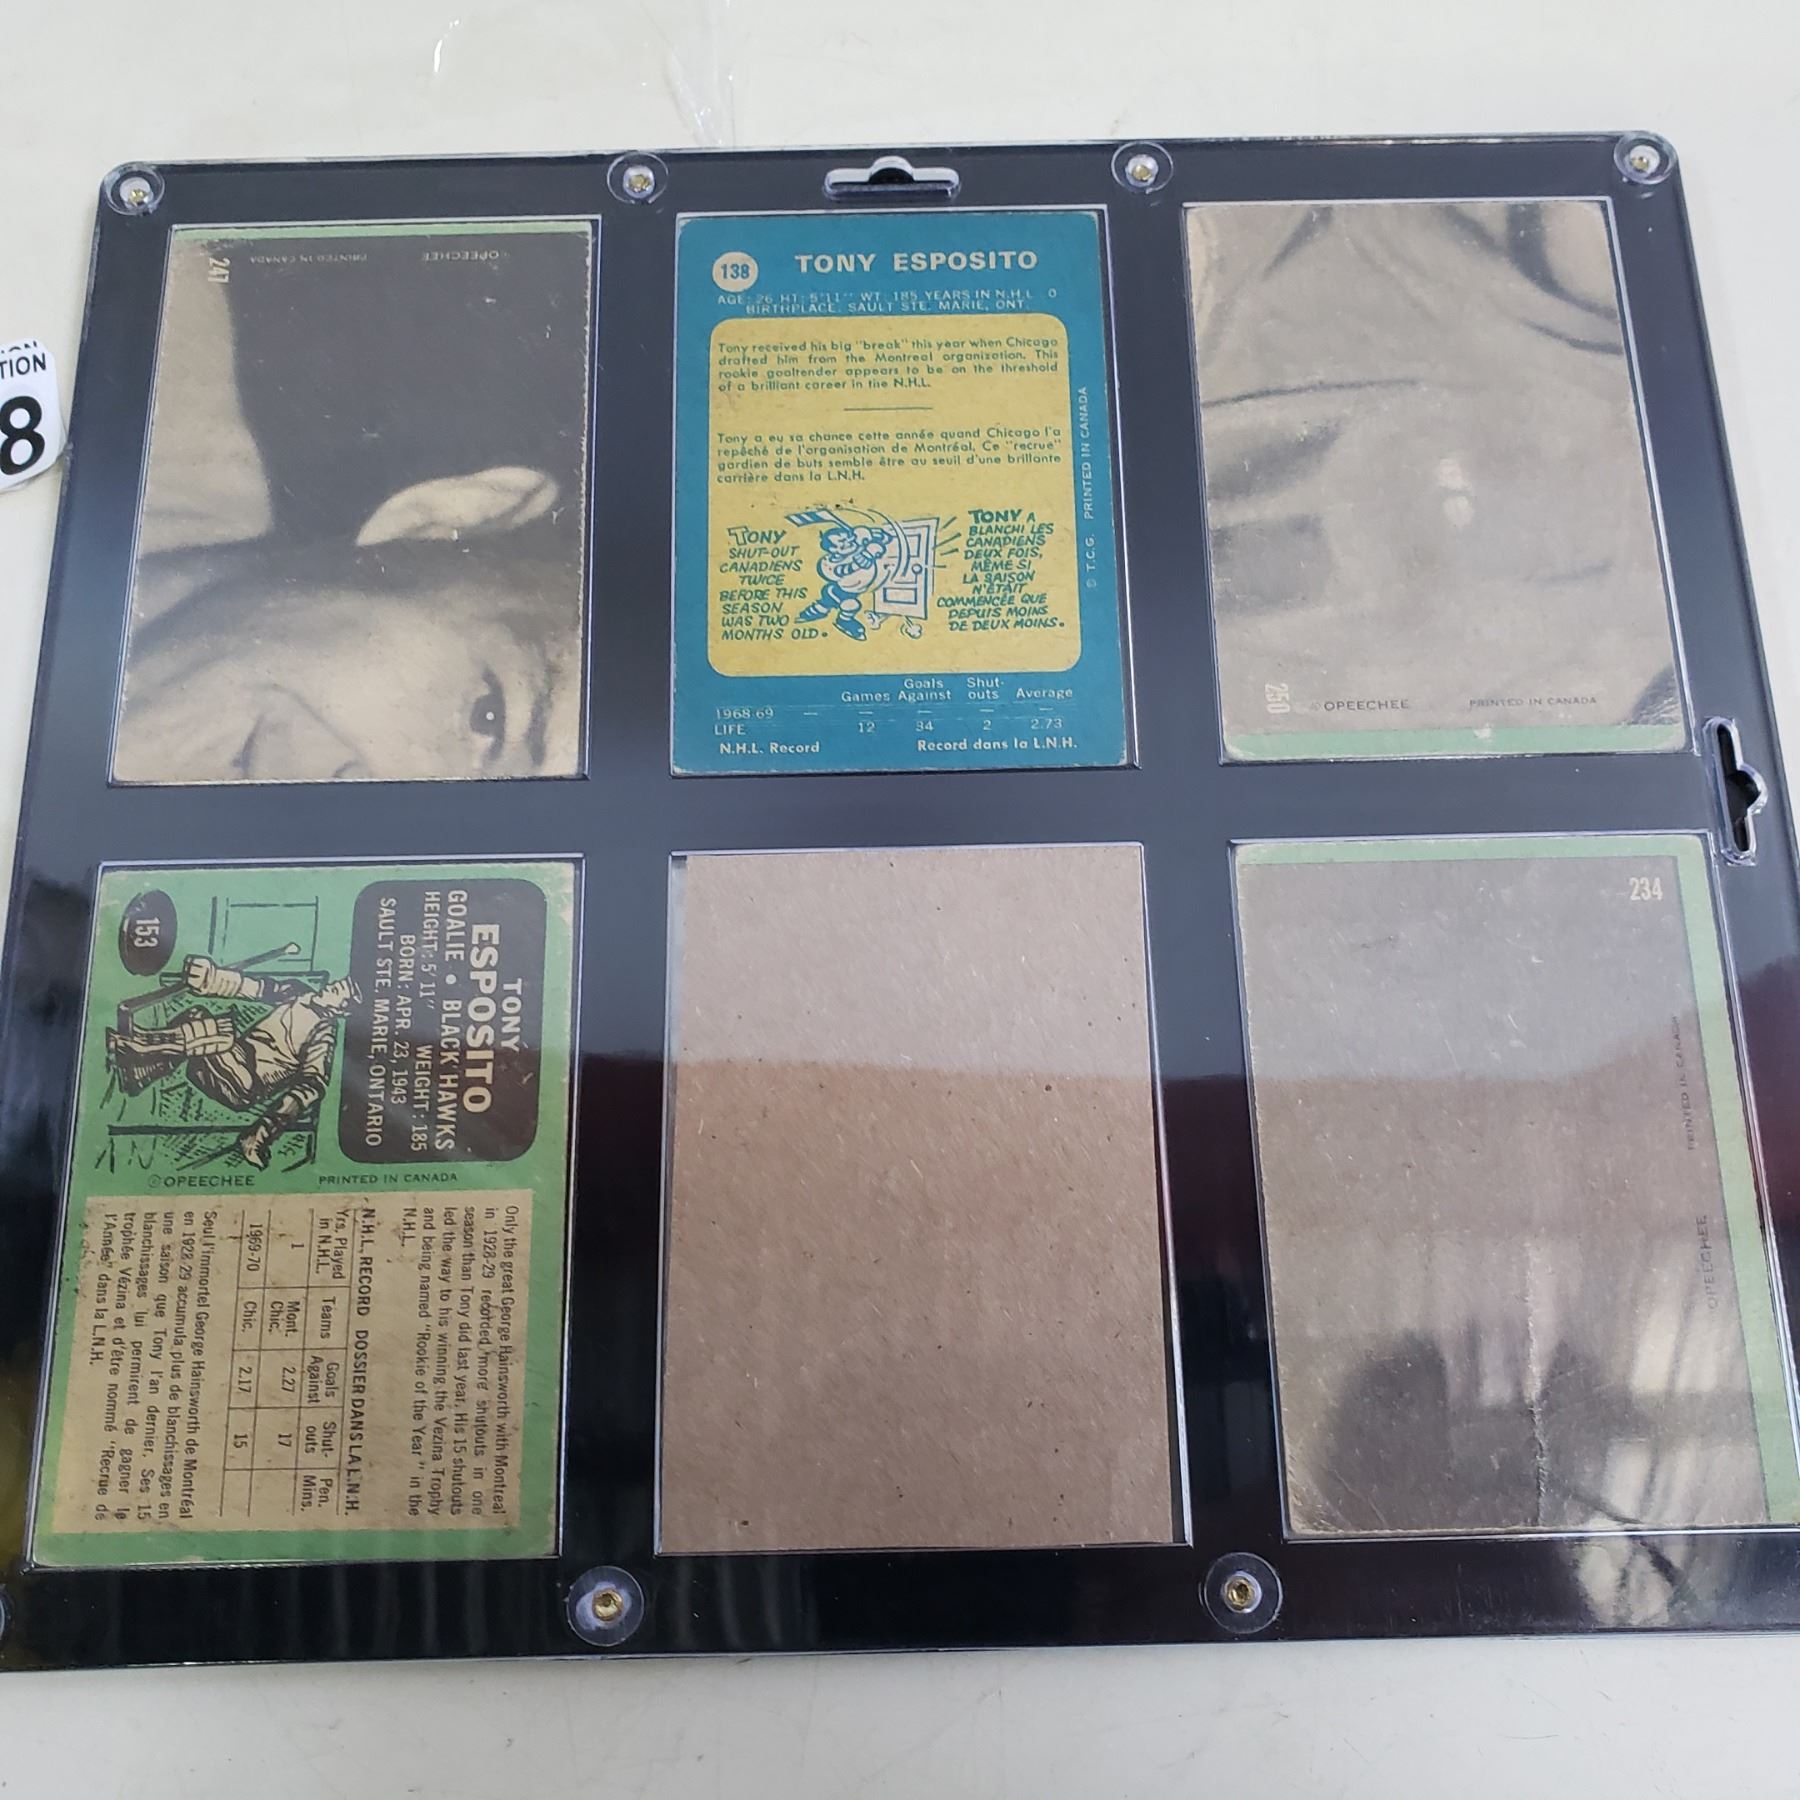 TION
8
247
OPEECHEE
PRINTED IN CANADA
138
TONY ESPOSITO
AGE: 26 HT: 5'11" WT: 185 YEARS IN N.H.L. 0
BIRTHPLACE: SAULT STE. MARIE, ONT.
Tony received his big "break" this year when Chicago
drafted him from the Montreal organization. This
rookie goaltender appears to be on the threshold
of a brilliant career in the N.H.L.
Tony a eu sa chance cette année quand Chicago l'a
repêché de l'organisation de Montréal. Ce "recrue"
gardien de buts semble être au seuil d'une brillante
carrière dans la L.N.H.
TONY
SHUT-OUT
CANADIENS
TWICE
BEFORE THIS
SEASON
WAS TWO
MONTHS OLD.
TONY A
BLANCHI LES
CANADIENS
DEUX FOIS,
MÊME SI
LA SAISON
N'ÉTAIT
COMMENCÉE QUE
DEPUIS MOINS
DE DEUX MOINS.
Games Goals Against Shut-outs Average
1968-69 — — — —
LIFE 12 34 2 2.73
N.H.L. Record Record dans la L.N.H.
© T.C.G. PRINTED IN CANADA
250
© OPEECHEE PRINTED IN CANADA
153
TONY
ESPOSITO
GOALIE • BLACK HAWKS
HEIGHT: 5'11" WEIGHT: 185
BORN: APR. 23, 1943
SAULT STE. MARIE, ONTARIO
© OPEECHEE PRINTED IN CANADA
Only the great George Hainsworth with Montreal
in 1928-29 recorded more shutouts in one
season than Tony did last year. His 15 shutouts
led the way to his winning the Vezina Trophy
and being named "Rookie of the Year" in the
N.H.L.
N.H.L. RECORD DOSSIER DANS LA L.N.H.
Yrs. Played in N.H.L. Teams Goals Against Shut-outs Pen. Mins.
1 Mont. Chic. 2.27 17
1969-70 Chic. 2.17 15
Seul l'immortel George Hainsworth de Montréal
en 1928-29 accumula plus de blanchissages en
une saison que Tony l'an dernier. Ses 15
blanchissages lui permirent de gagner le
trophée Vézina et d'être nommé "Recrue de
l'Année" dans la L.N.H.
234
PRINTED IN CANADA
OPEECHEE